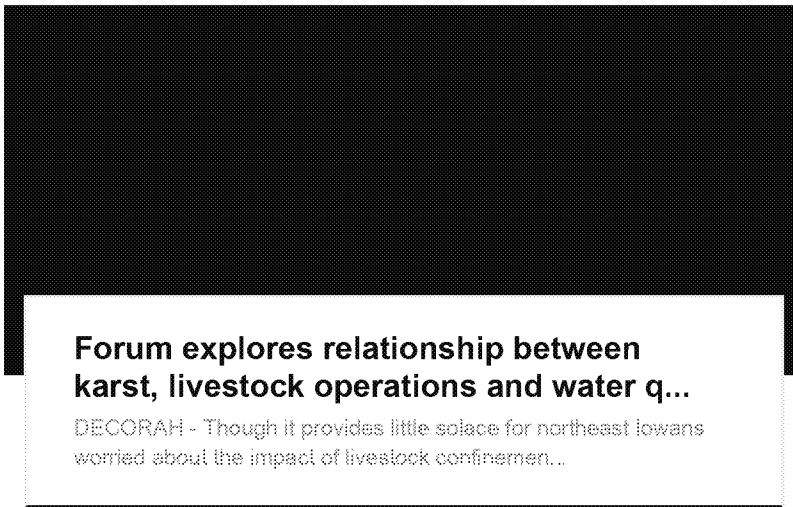 Forum explores relationship between
karst, livestock operations and water q...
DECORAH - Though it provides little solace for northeast Iowans
worried about the impact of livestock confinemen...